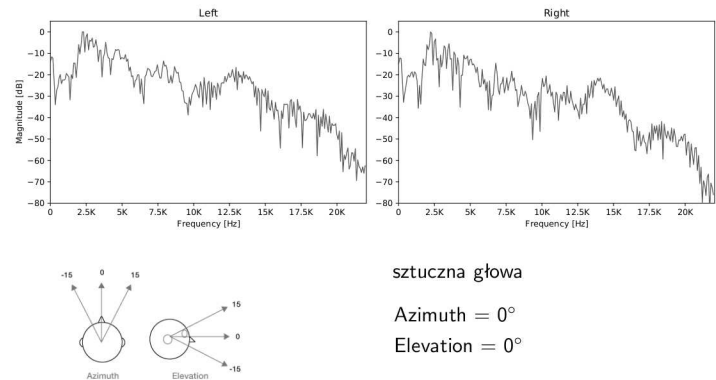 Left
Right
0
−10
−20
−30
−40
−50
−60
−70
−80
Magnitude [dB]
0
−10
−20
−30
−40
−50
−60
−70
−80
0 2.5K 5K 7.5K 10K 12.5K 15K 17.5K 20K
Frequency [Hz]
0 2.5K 5K 7.5K 10K 12.5K 15K 17.5K 20K
Frequency [Hz]
-15 0 15
15
0
-15
Azimuth
Elevation
sztuczna głowa
Azimuth = 0°
Elevation = 0°